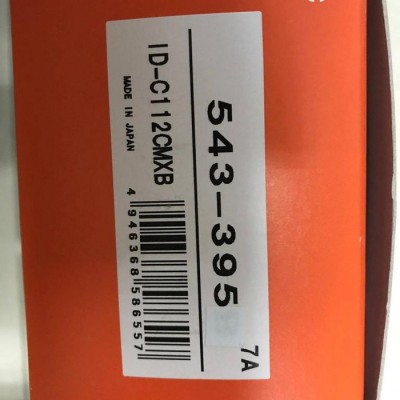 543-395
7A
ID-C112CMXB
MADE IN JAPAN
4 946368 586557